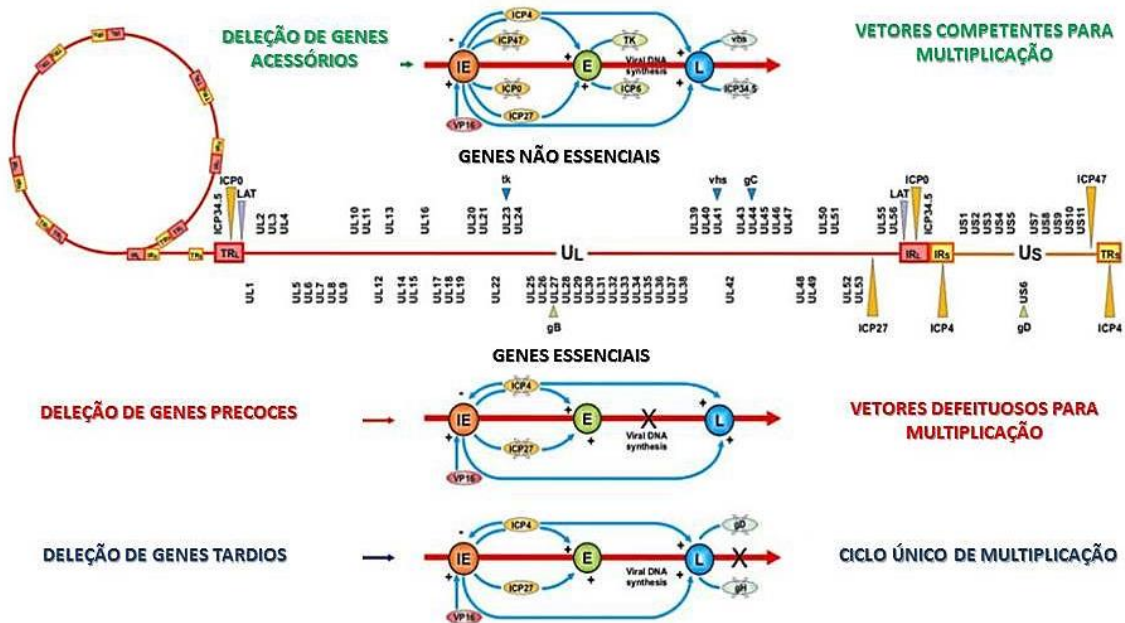 DELEÇÃO DE GENES
ACESSÓRIOS
ICP4
ICP47
TK
vhs
IE
E
Viral DNA
synthesis
L
ICP0
ICP6
ICP34.5
ICP27
VP16
VETORES COMPETENTES PARA
MULTIPLICAÇÃO
GENES NÃO ESSENCIAIS
ICP34.5
ICP0
LAT
UL2
UL3
UL4
UL10
UL11
UL13
UL16
UL20
UL21
tk
UL23
UL24
UL39
UL40
vhs
UL41
UL43
gC
UL44
UL45
UL46
UL47
UL50
UL51
UL55
UL56
LAT
ICP0
ICP34.5
US1
US2
US3
US4
US5
US7
US8
US9
US10
US11
ICP47
TRL
UL
IRL
IRS
US
TRS
UL1
UL5
UL6
UL7
UL8
UL9
UL12
UL14
UL15
UL17
UL18
UL19
UL22
UL25
UL26
UL27
gB
UL28
UL29
UL30
UL31
UL32
UL33
UL34
UL35
UL36
UL37
UL38
UL42
UL48
UL49
UL52
UL53
ICP27
ICP4
US6
gD
ICP4
GENES ESSENCIAIS
DELEÇÃO DE GENES PRECOCES
- ICP4
IE
+ E
+ X
Viral DNA
synthesis
+ L
+
ICP27
+
VP16
VETORES DEFEITUOSOS PARA
MULTIPLICAÇÃO
DELEÇÃO DE GENES TARDIOS
- ICP4
IE
+ E
+
Viral DNA
synthesis
+ L
+ X
gD
gH
ICP27
+
VP16
CICLO ÚNICO DE MULTIPLICAÇÃO